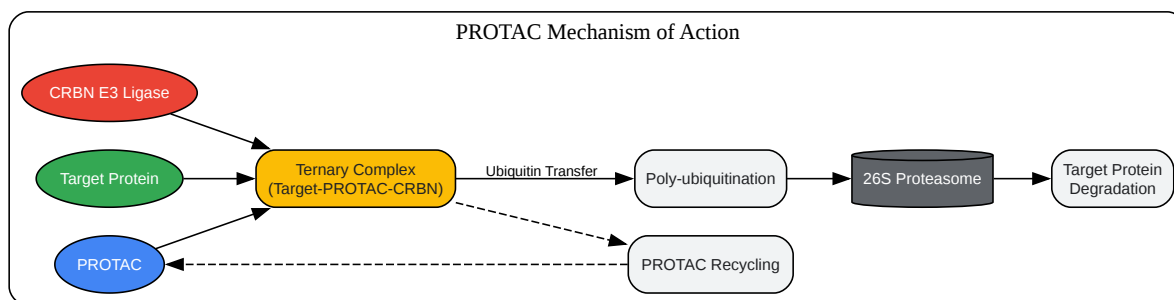 PROTAC Mechanism of Action
CRBN E3 Ligase
Target Protein
PROTAC
Ternary Complex
(Target-PROTAC-CRBN)
Ubiquitin Transfer
Poly-ubiquitination
PROTAC Recycling
26S Proteasome
Target Protein
Degradation